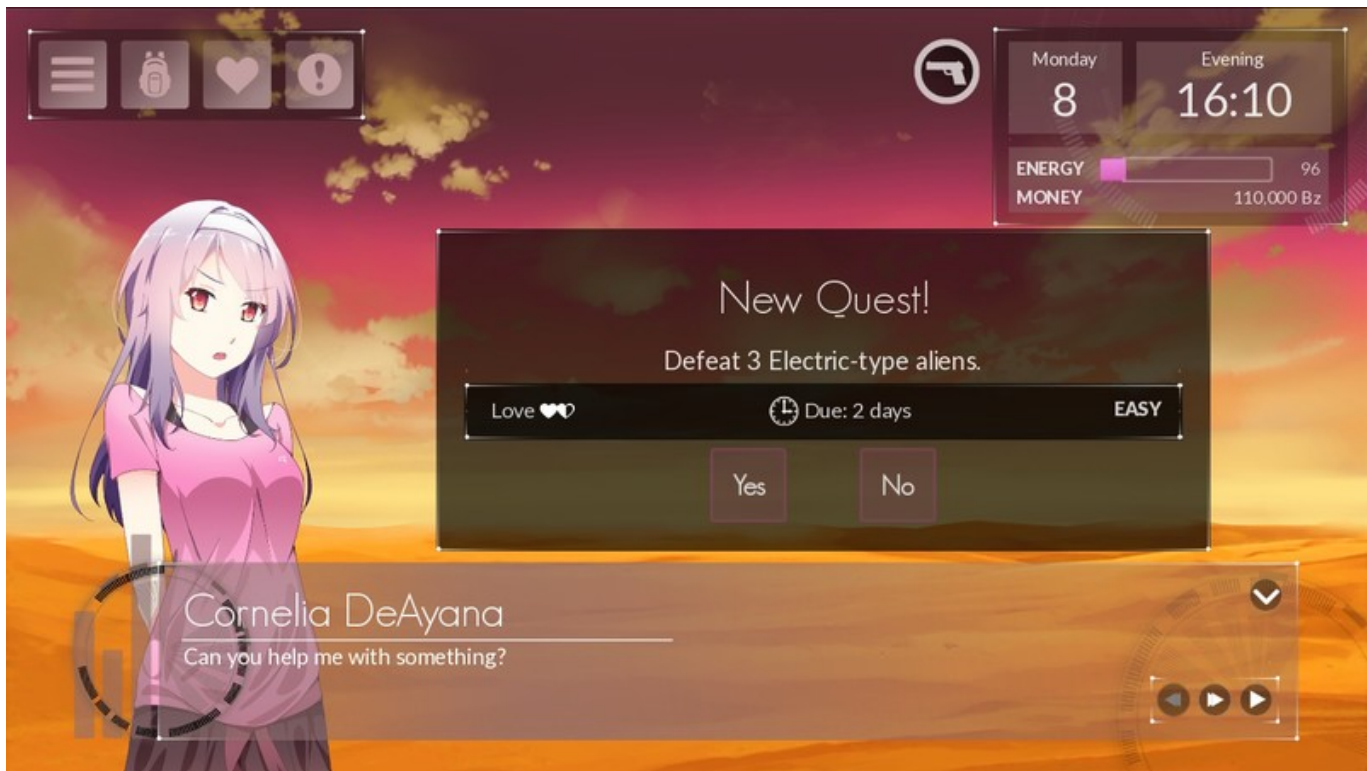 Monday
8
Evening
16:10
ENERGY 96
MONEY 110,000 Bz
New Quest!
Defeat 3 Electric-type aliens.
Love Due: 2 days EASY
Yes No
Cornelia DeAyana
Can you help me with something?